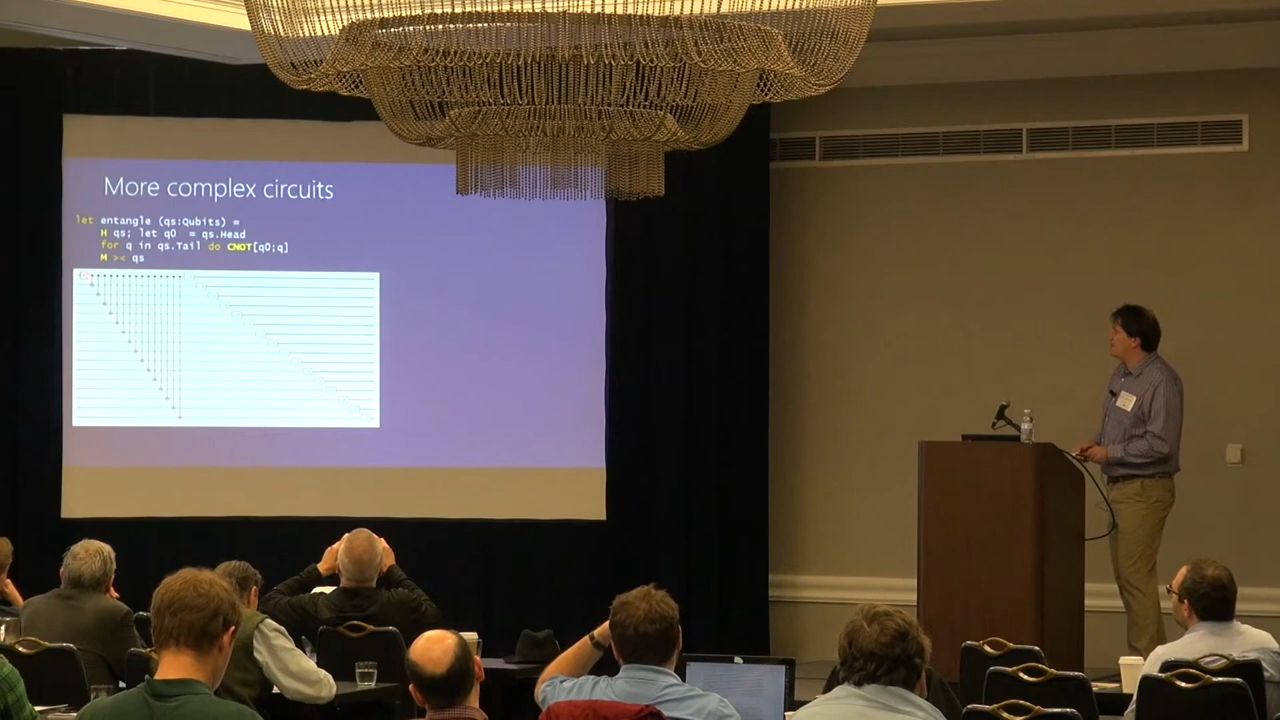 More complex circuits
let entangle (qs:Qubits) =
H qs; let q0 = qs.Head
for q in qs.Tail do CNOT[q0;q]
M >< qs